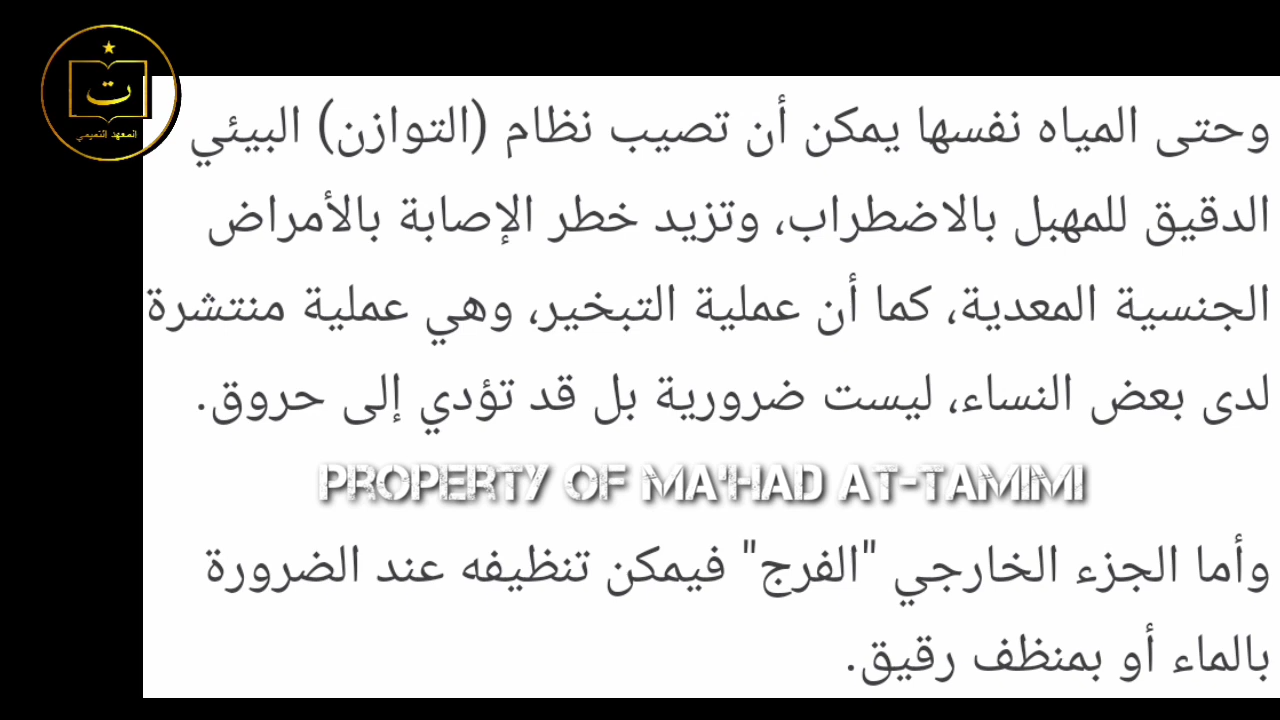 ت
المعهد التميمي
وحتى المياه نفسها يمكن أن تصيب نظام (التوازن) البيئي
الدقيق للمهبل بالاضطراب، وتزيد خطر الإصابة بالأمراض
الجنسية المعدية، كما أن عملية التبخير، وهي عملية منتشرة
لدى بعض النساء، ليست ضرورية بل قد تؤدي إلى حروق.
PROPERTY OF MA'HAD AT-TAMIMI
وأما الجزء الخارجي "الفرج" فيمكن تنظيفه عند الضرورة
بالماء أو بمنظف رقيق.